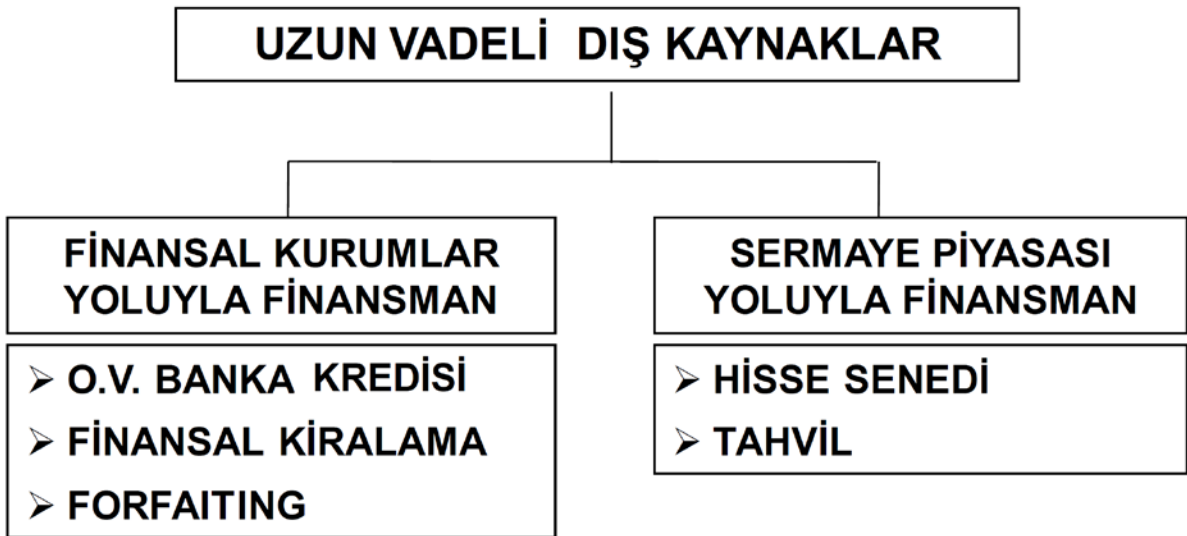 UZUN VADELİ DIŞ KAYNAKLAR
FİNANSAL KURUMLAR
YOLUYLA FİNANSMAN
➢ O.V. BANKA KREDİSİ
➢ FİNANSAL KİRALAMA
➢ FORFAITING
SERMAYE PİYASASI
YOLUYLA FİNANSMAN
➢ HİSSE SENEDİ
➢ TAHVİL